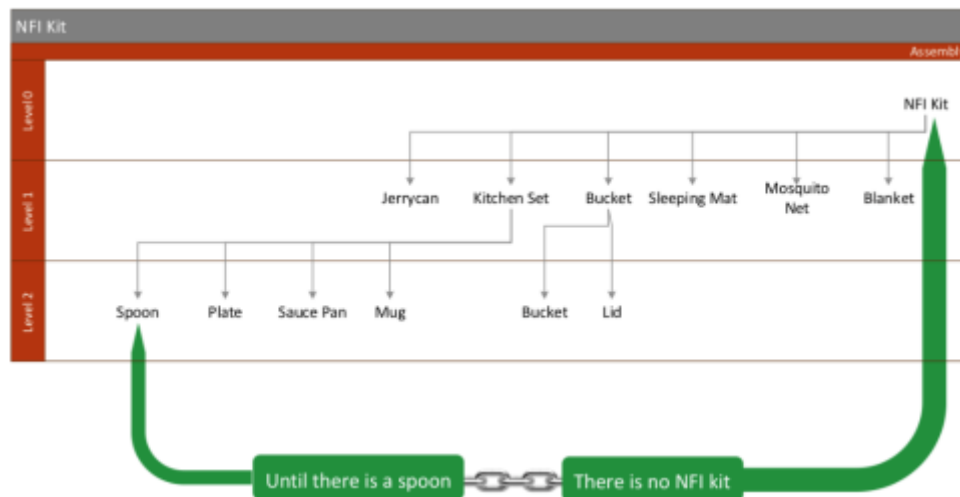 NFI Kit
Assembly
Level 0
NFI Kit
Level 1
Jerrycan
Kitchen Set
Bucket
Sleeping Mat
Mosquito
Net
Blanket
Level 2
Spoon
Plate
Sauce Pan
Mug
Bucket
Lid
Until there is a spoon
There is no NFI kit